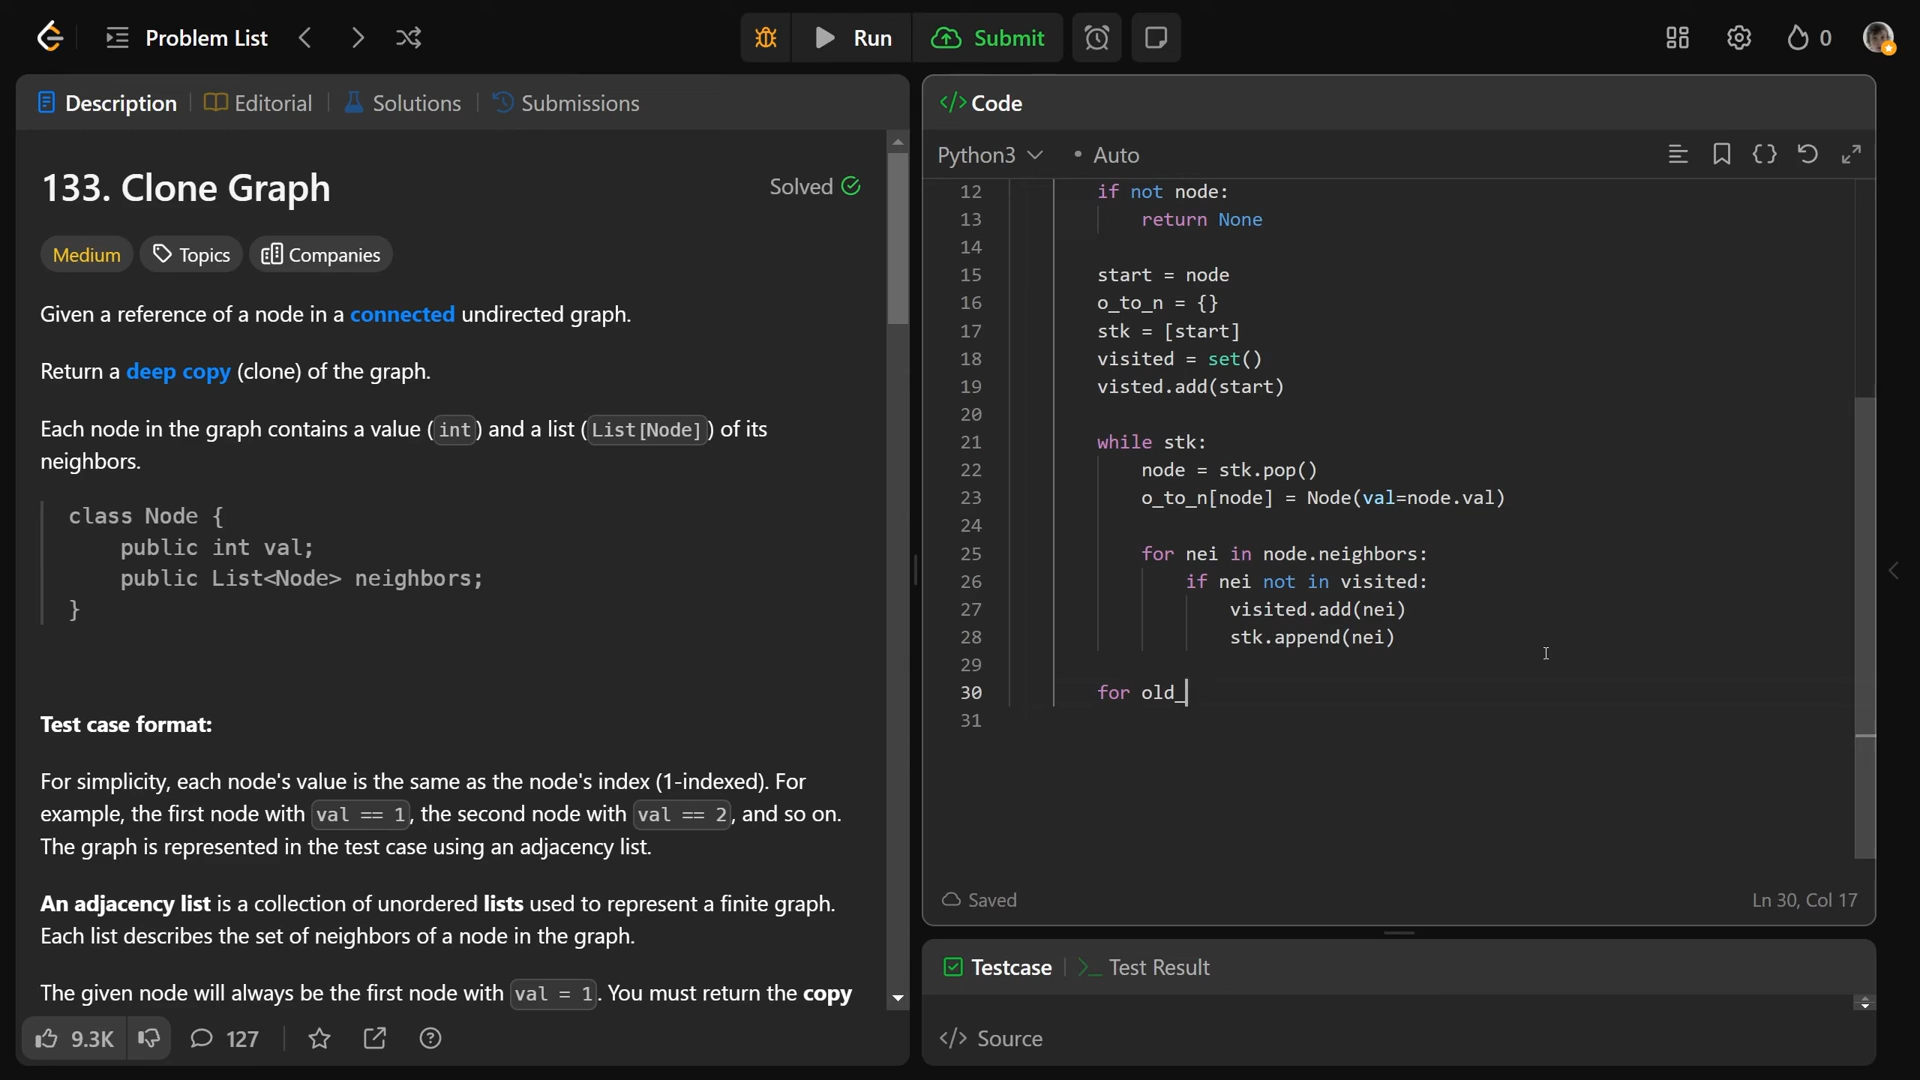 Problem List
Run
Submit
0
Description
Editorial
Solutions
Submissions
133. Clone Graph
Solved
Medium
Topics
Companies
Given a reference of a node in a connected undirected graph.
Return a deep copy (clone) of the graph.
Each node in the graph contains a value (int) and a list (List[Node]) of its
neighbors.
class Node {
public int val;
public List<Node> neighbors;
}
Test case format:
For simplicity, each node's value is the same as the node's index (1-indexed). For
example, the first node with val == 1, the second node with val == 2, and so on.
The graph is represented in the test case using an adjacency list.
An adjacency list is a collection of unordered lists used to represent a finite graph.
Each list describes the set of neighbors of a node in the graph.
The given node will always be the first node with val = 1. You must return the copy
9.3K
127
</> Code
Python3
• Auto
12 if not node:
13 return None
14
15 start = node
16 o_to_n = {}
17 stk = [start]
18 visited = set()
19 visted.add(start)
20
21 while stk:
22 node = stk.pop()
23 o_to_n[node] = Node(val=node.val)
24
25 for nei in node.neighbors:
26 if nei not in visited:
27 visited.add(nei)
28 stk.append(nei)
29
30 for old_
31
Saved
Ln 30, Col 17
Testcase
>_ Test Result
</> Source